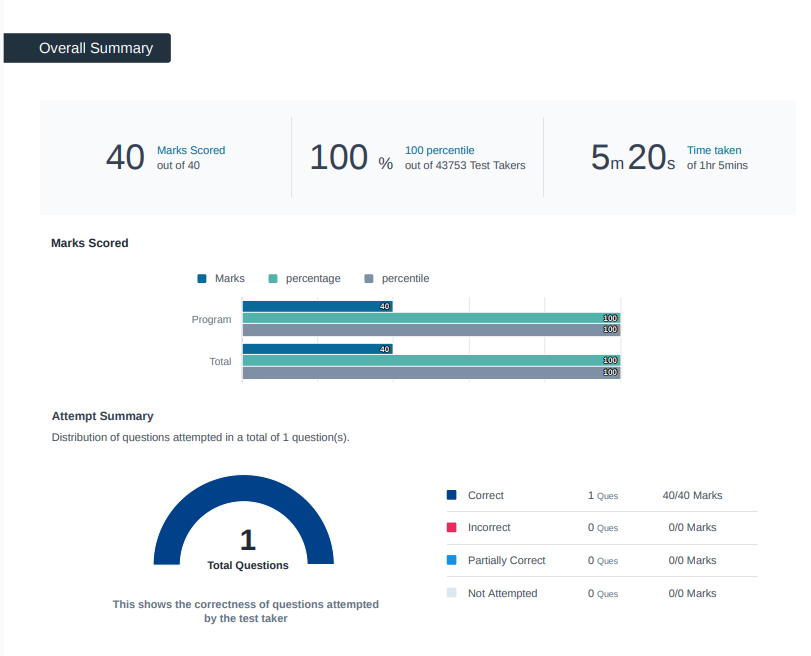 Overall Summary
40 Marks Scored
out of 40
100 % 100 percentile
out of 43753 Test Takers
5m 20s Time taken
of 1hr 5mins
Marks Scored
Marks percentage percentile
Program 40
100
100
Total 40
100
100
Attempt Summary
Distribution of questions attempted in a total of 1 question(s).
1
Total Questions
This shows the correctness of questions attempted
by the test taker
Correct 1 Ques 40/40 Marks
Incorrect 0 Ques 0/0 Marks
Partially Correct 0 Ques 0/0 Marks
Not Attempted 0 Ques 0/0 Marks